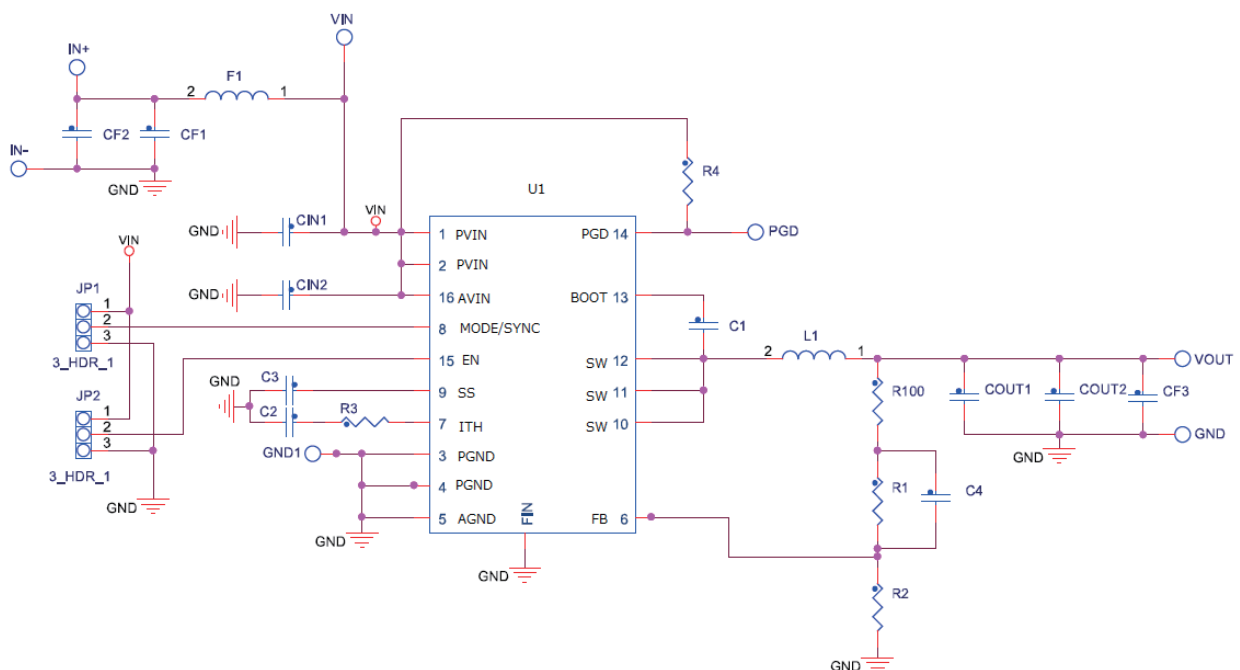 VIN
IN+
F1
2 1
CF2 CF1
IN-
GND
R4
U1
GND CIN1 VIN
1 PVIN PGD 14 PGD
2 PVIN
VIN
GND CIN2
16 AVIN BOOT 13
JP1
1
2
3
3_HDR_1
8 MODE/SYNC
C1
L1
2 1
15 EN SW 12
VOUT
GND
C3
9 SS SW 11
R100 COUT1 COUT2 CF3
JP2
1
2
3
3_HDR_1
C2 R3
7 ITH SW 10
GND
GND
GND1
3 PGND
4 PGND
R1 C4
GND
5 AGND FIN FB 6
GND
GND
R2
GND